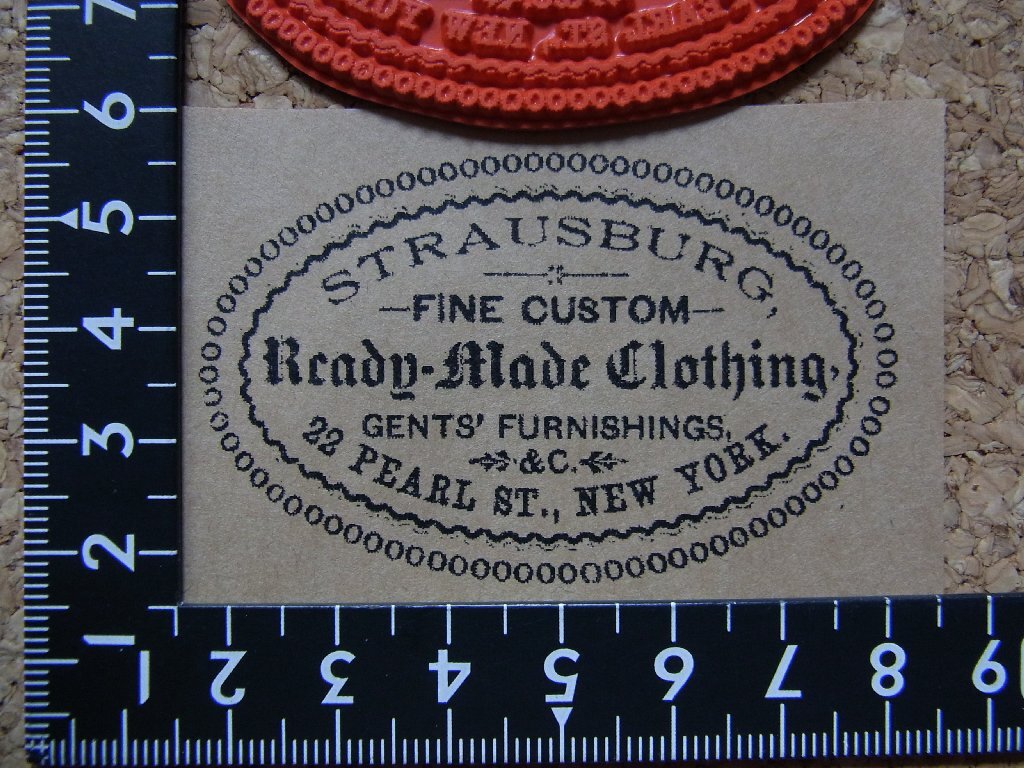 STRAUSBURG,
FINE CUSTOM
Ready-Made Clothing,
GENTS' FURNISHINGS,
&C.
22 PEARL ST., NEW YORK.
7
6
5
4
3
2
1
1 2 3 4 5 6 7 8 9